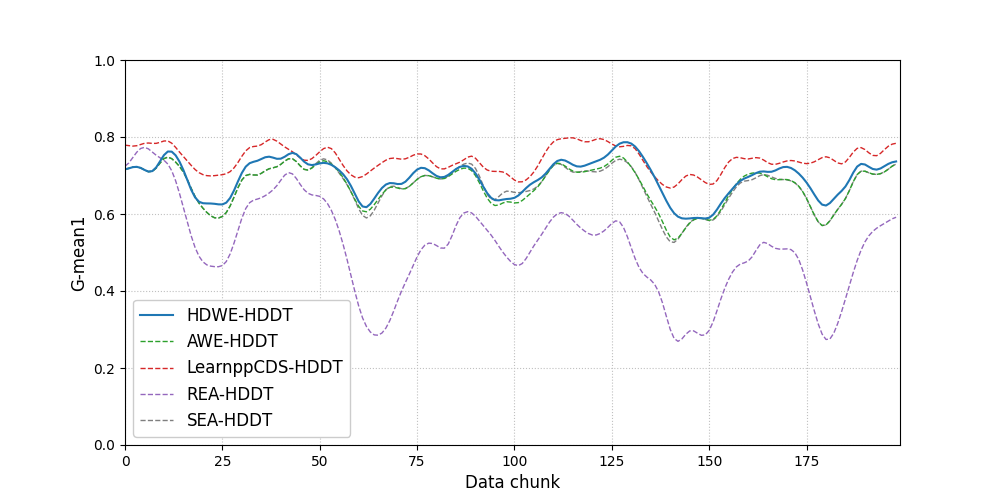 1.0
0.8
0.6
0.4
0.2
0.0
G-mean1
HDWE-HDDT
AWE-HDDT
LearnppCDS-HDDT
REA-HDDT
SEA-HDDT
0 25 50 75 100 125 150 175
Data chunk